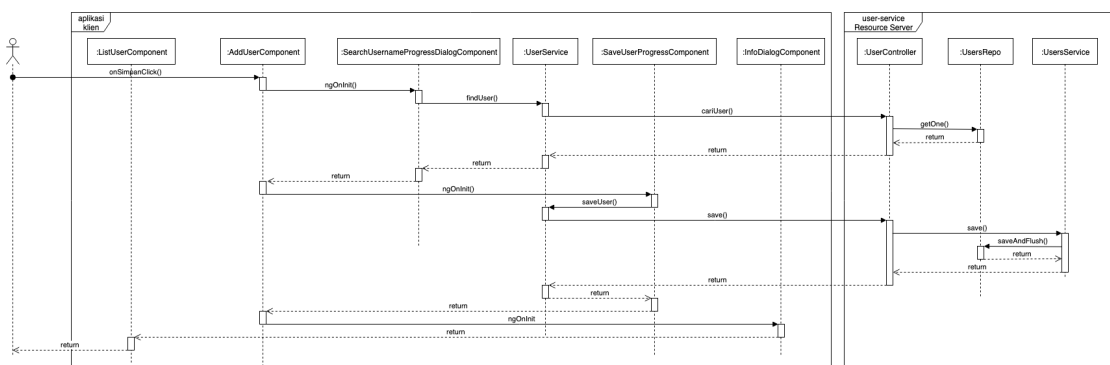 aplikasi
klien
user-service
Resource Server
:ListUserComponent
:AddUserComponent
:SearchUsernameProgressDialogComponent
:UserService
:SaveUserProgressComponent
:InfoDialogComponent
:UserController
:UsersRepo
:UsersService
onSimpanClick()
ngOnInit()
findUser()
cariUser()
getOne()
return
return
return
return
ngOnInit()
saveUser()
save()
save()
saveAndFlush()
return
return
return
return
return
ngOnInit
return
return